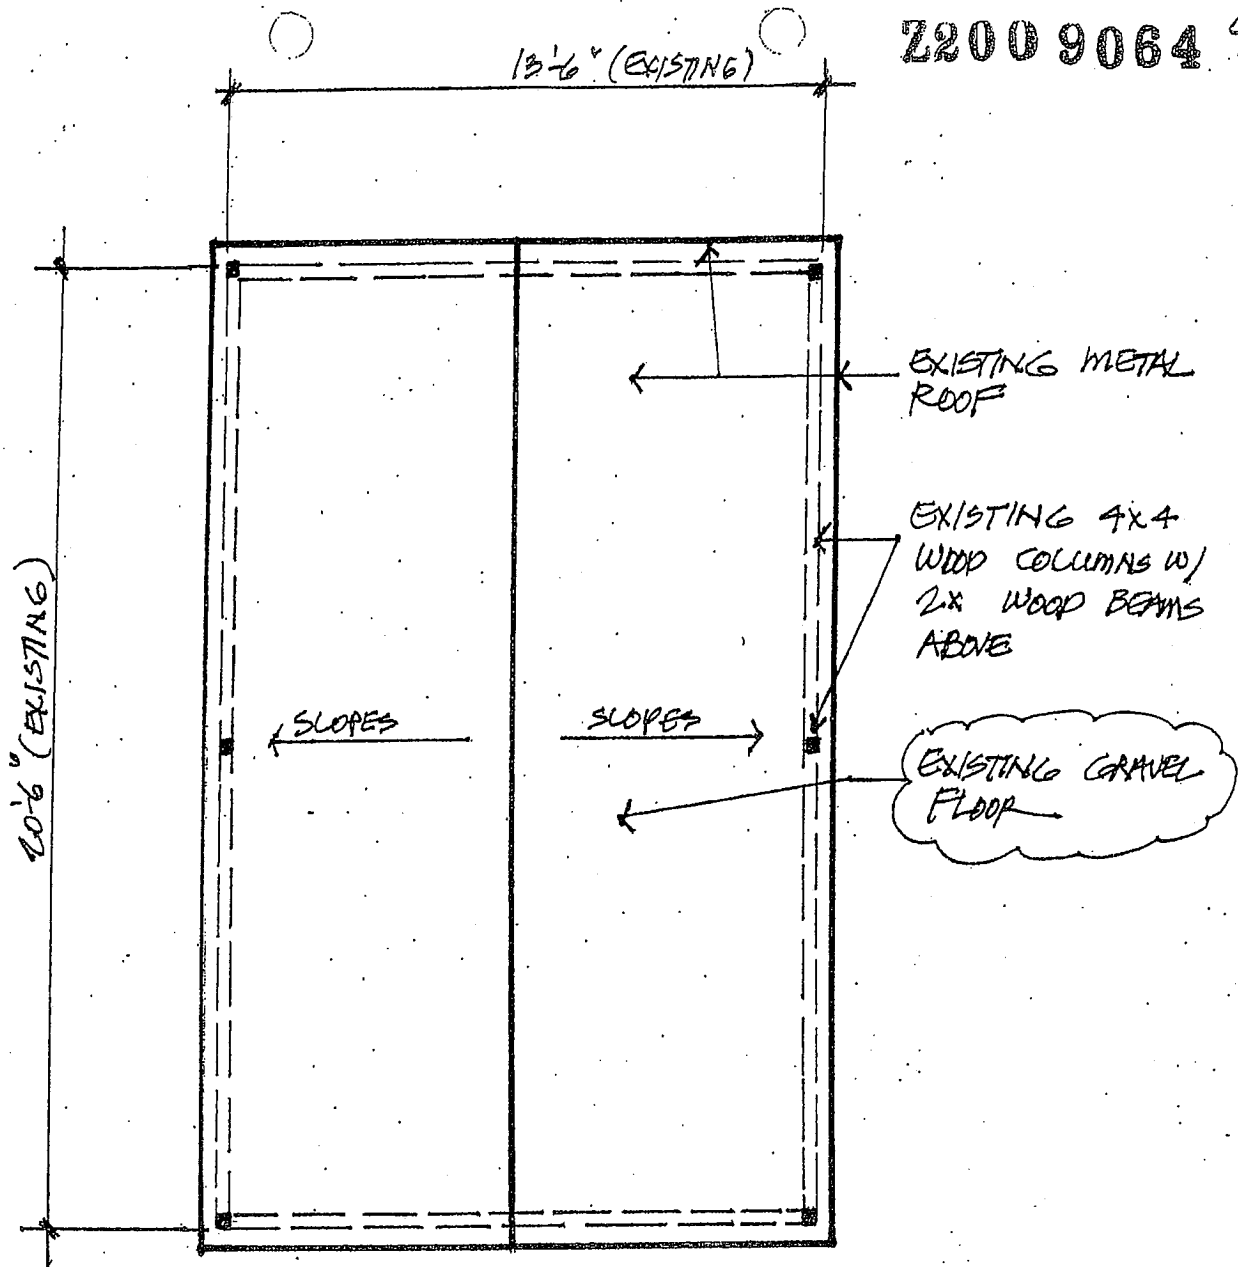 Z2009064
13'-6" (EXISTING)
EXISTING METAL
ROOF
EXISTING 4x4
WOOD COLUMNS W/
2x WOOD BEAMS
ABOVE
20'-6" (EXISTING)
SLOPES
SLOPES
EXISTING GRAVEL
FLOOR